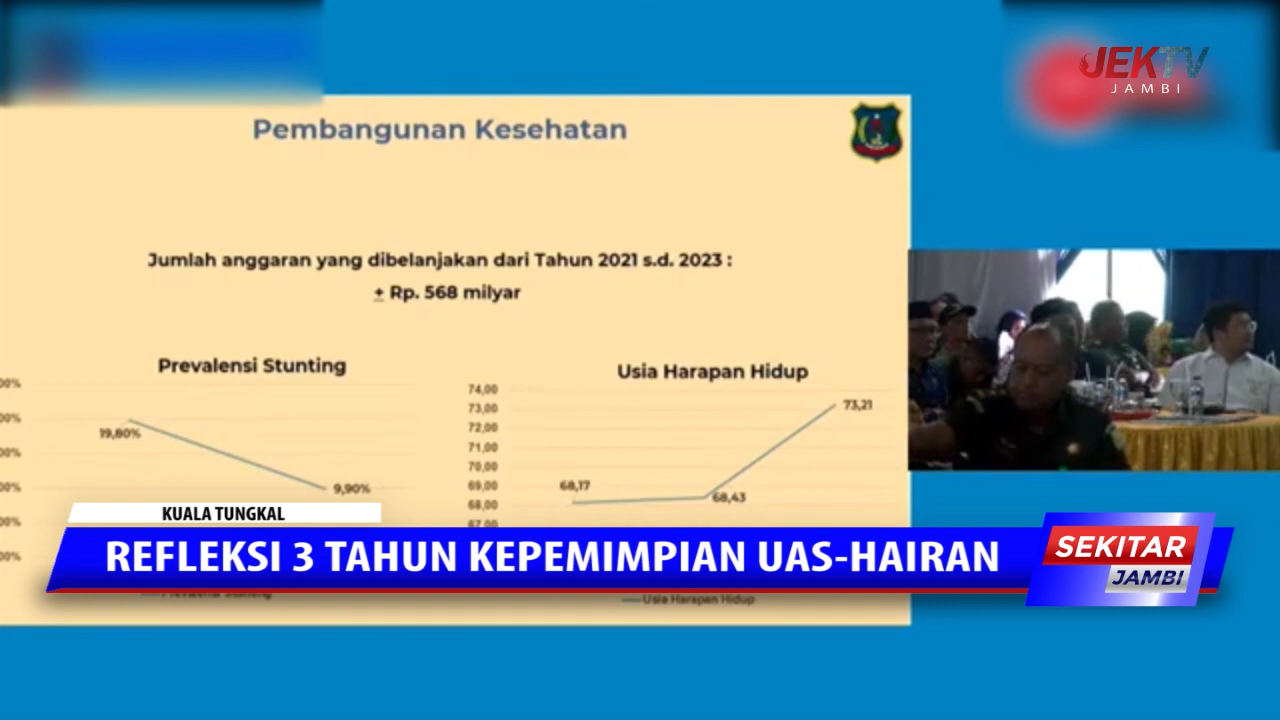 JEKTV
JAMBI
Pembangunan Kesehatan
Jumlah anggaran yang dibelanjakan dari Tahun 2021 s.d. 2023 :
± Rp. 568 milyar
Prevalensi Stunting
19,80%
9,90%
Usia Harapan Hidup
74,00
73,00
72,00
71,00
70,00
69,00
68,00
67,00
68,17
68,43
73,21
KUALA TUNGKAL
REFLEKSI 3 TAHUN KEPEMIMPIAN UAS-HAIRAN
SEKITAR
JAMBI
Usia Harapan Hidup